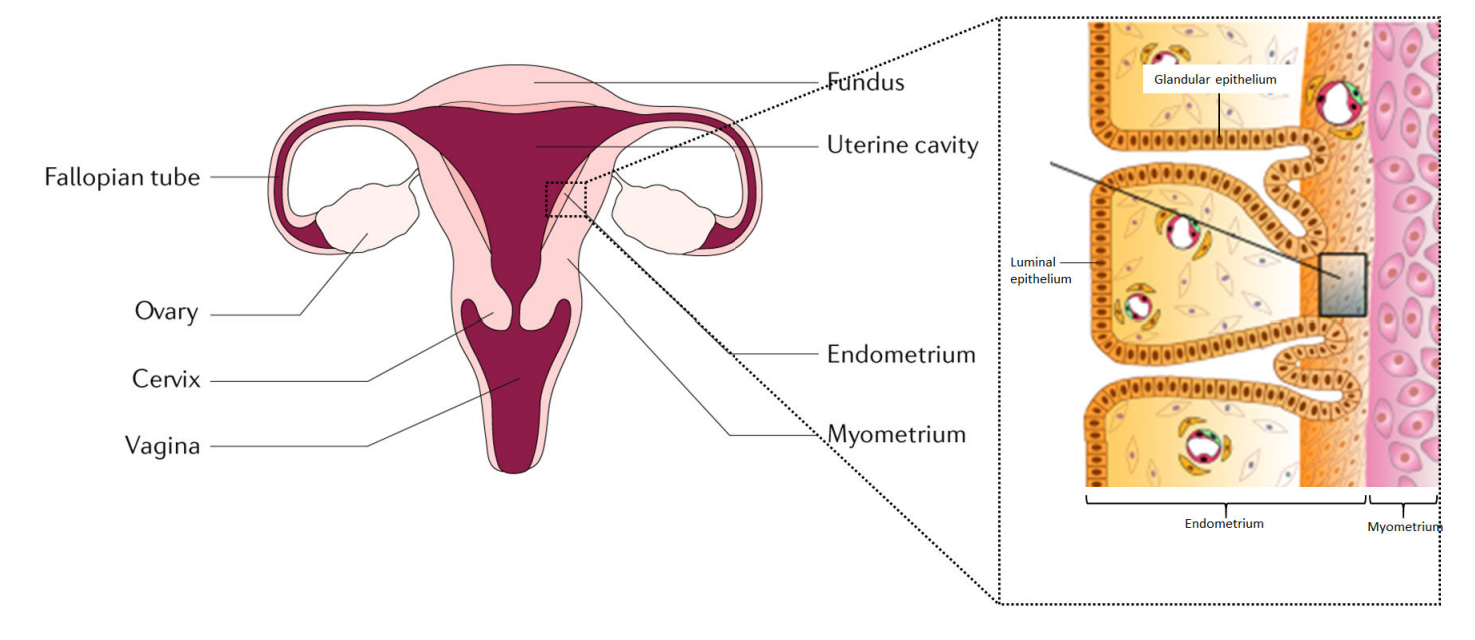 Fundus
Uterine cavity
Fallopian tube
Ovary
Cervix
Vagina
Endometrium
Myometrium
Glandular epithelium
Luminal
epithelium
Endometrium
Myometrium